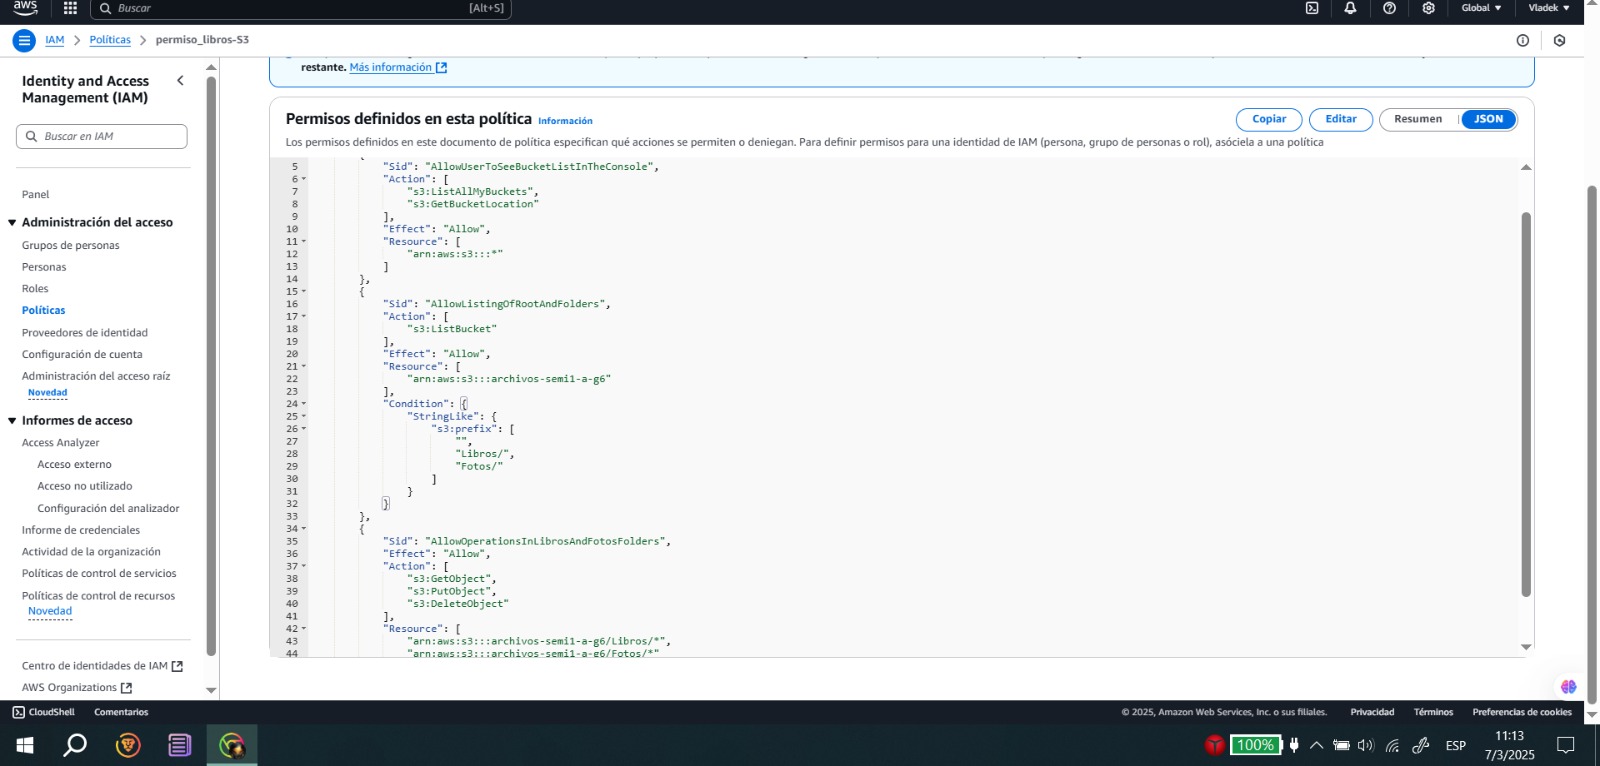 aws
Buscar [Alt+S] Global Vladek
IAM Políticas permiso_libros-S3
Identity and Access
Management (IAM)
Buscar en IAM
Panel
Administración del acceso
Grupos de personas
Personas
Roles
Políticas
Proveedores de identidad
Configuración de cuenta
Administración del acceso raíz
Novedad
Informes de acceso
Access Analyzer
Acceso externo
Acceso no utilizado
Configuración del analizador
Informe de credenciales
Actividad de la organización
Políticas de control de servicios
Políticas de control de recursos
Novedad
Centro de identidades de IAM
AWS Organizations
restante. Más información
Permisos definidos en esta política Información
Copiar Editar Resumen JSON
Los permisos definidos en este documento de política especifican qué acciones se permiten o deniegan. Para definir permisos para una identidad de IAM (persona, grupo de personas o rol), asóciela a una política
5 "Sid": "AllowUserToSeeBucketListInTheConsole",
6 "Action": [
7 "s3:ListAllMyBuckets",
8 "s3:GetBucketLocation"
9 ],
10 "Effect": "Allow",
11 "Resource": [
12 "arn:aws:s3:::*"
13 ]
14 },
15 {
16 "Sid": "AllowListingOfRootAndFolders",
17 "Action": [
18 "s3:ListBucket"
19 ],
20 "Effect": "Allow",
21 "Resource": [
22 "arn:aws:s3:::archivos-semi1-a-g6"
23 ],
24 "Condition": {
25 "StringLike": {
26 "s3:prefix": [
27 "",
28 "Libros/",
29 "Fotos/"
30 ]
31 }
32 }
33 },
34 {
35 "Sid": "AllowOperationsInLibrosAndFotosFolders",
36 "Effect": "Allow",
37 "Action": [
38 "s3:GetObject",
39 "s3:PutObject",
40 "s3:DeleteObject"
41 ],
42 "Resource": [
43 "arn:aws:s3:::archivos-semi1-a-g6/Libros/*",
44 "arn:aws:s3:::archivos-semi1-a-g6/Fotos/*"
CloudShell Comentarios © 2025, Amazon Web Services, Inc. o sus filiales. Privacidad Términos Preferencias de cookies
100% ESP 11:13
7/3/2025